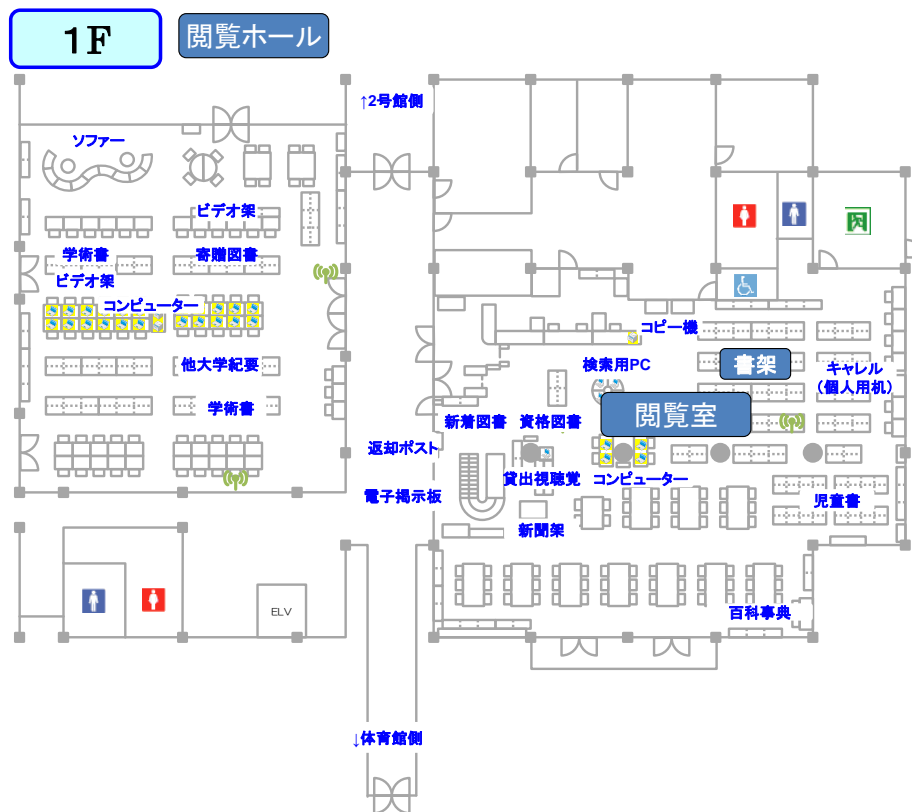 1F
閲覧ホール
↑2号館側
ソファー
ビデオ架
学術書
寄贈図書
ビデオ架
コンピューター
コピー機
他大学紀要
検索用PC
書架
キャレル
(個人用机)
学術書
新着図書
資格図書
閲覧室
返却ポスト
貸出視聴覚
コンピューター
電子掲示板
児童書
新聞架
ELV
百科事典
↓体育館側